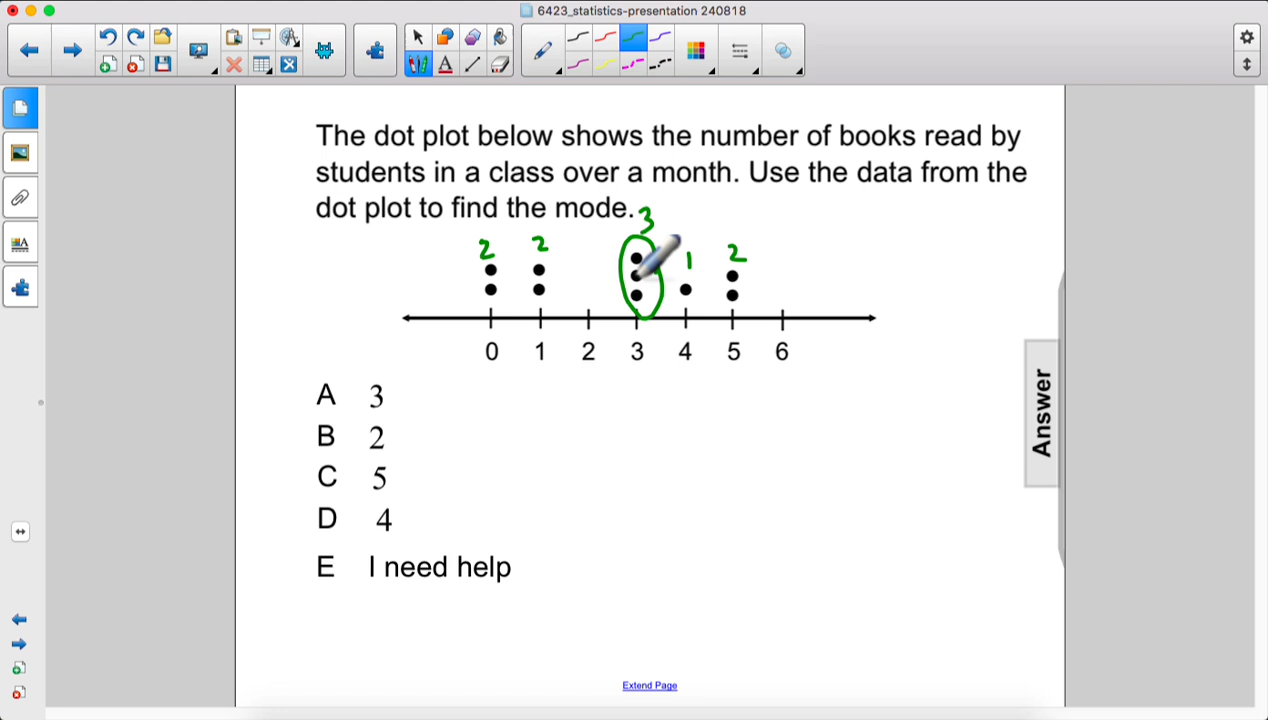 6423_statistics-presentation 240818
The dot plot below shows the number of books read by
students in a class over a month. Use the data from the
dot plot to find the mode.
3
2 2 1 2
0 1 2 3 4 5 6
A 3
B 2
C 5
D 4
E I need help
Answer
Extend Page